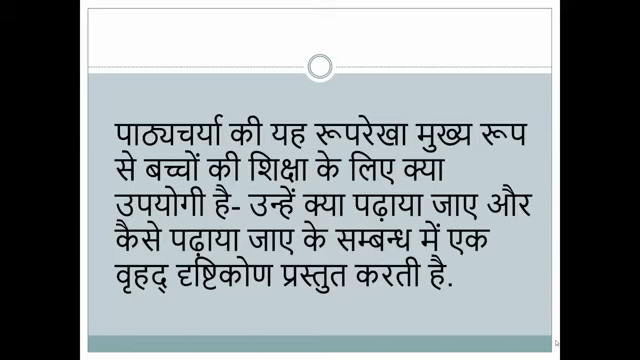 पाठ्यचर्या की यह रूपरेखा मुख्य रूप
से बच्चों की शिक्षा के लिए क्या
उपयोगी है- उन्हें क्या पढ़ाया जाए और
कैसे पढ़ाया जाए के सम्बन्ध में एक
वृहद् दृष्टिकोण प्रस्तुत करती है.